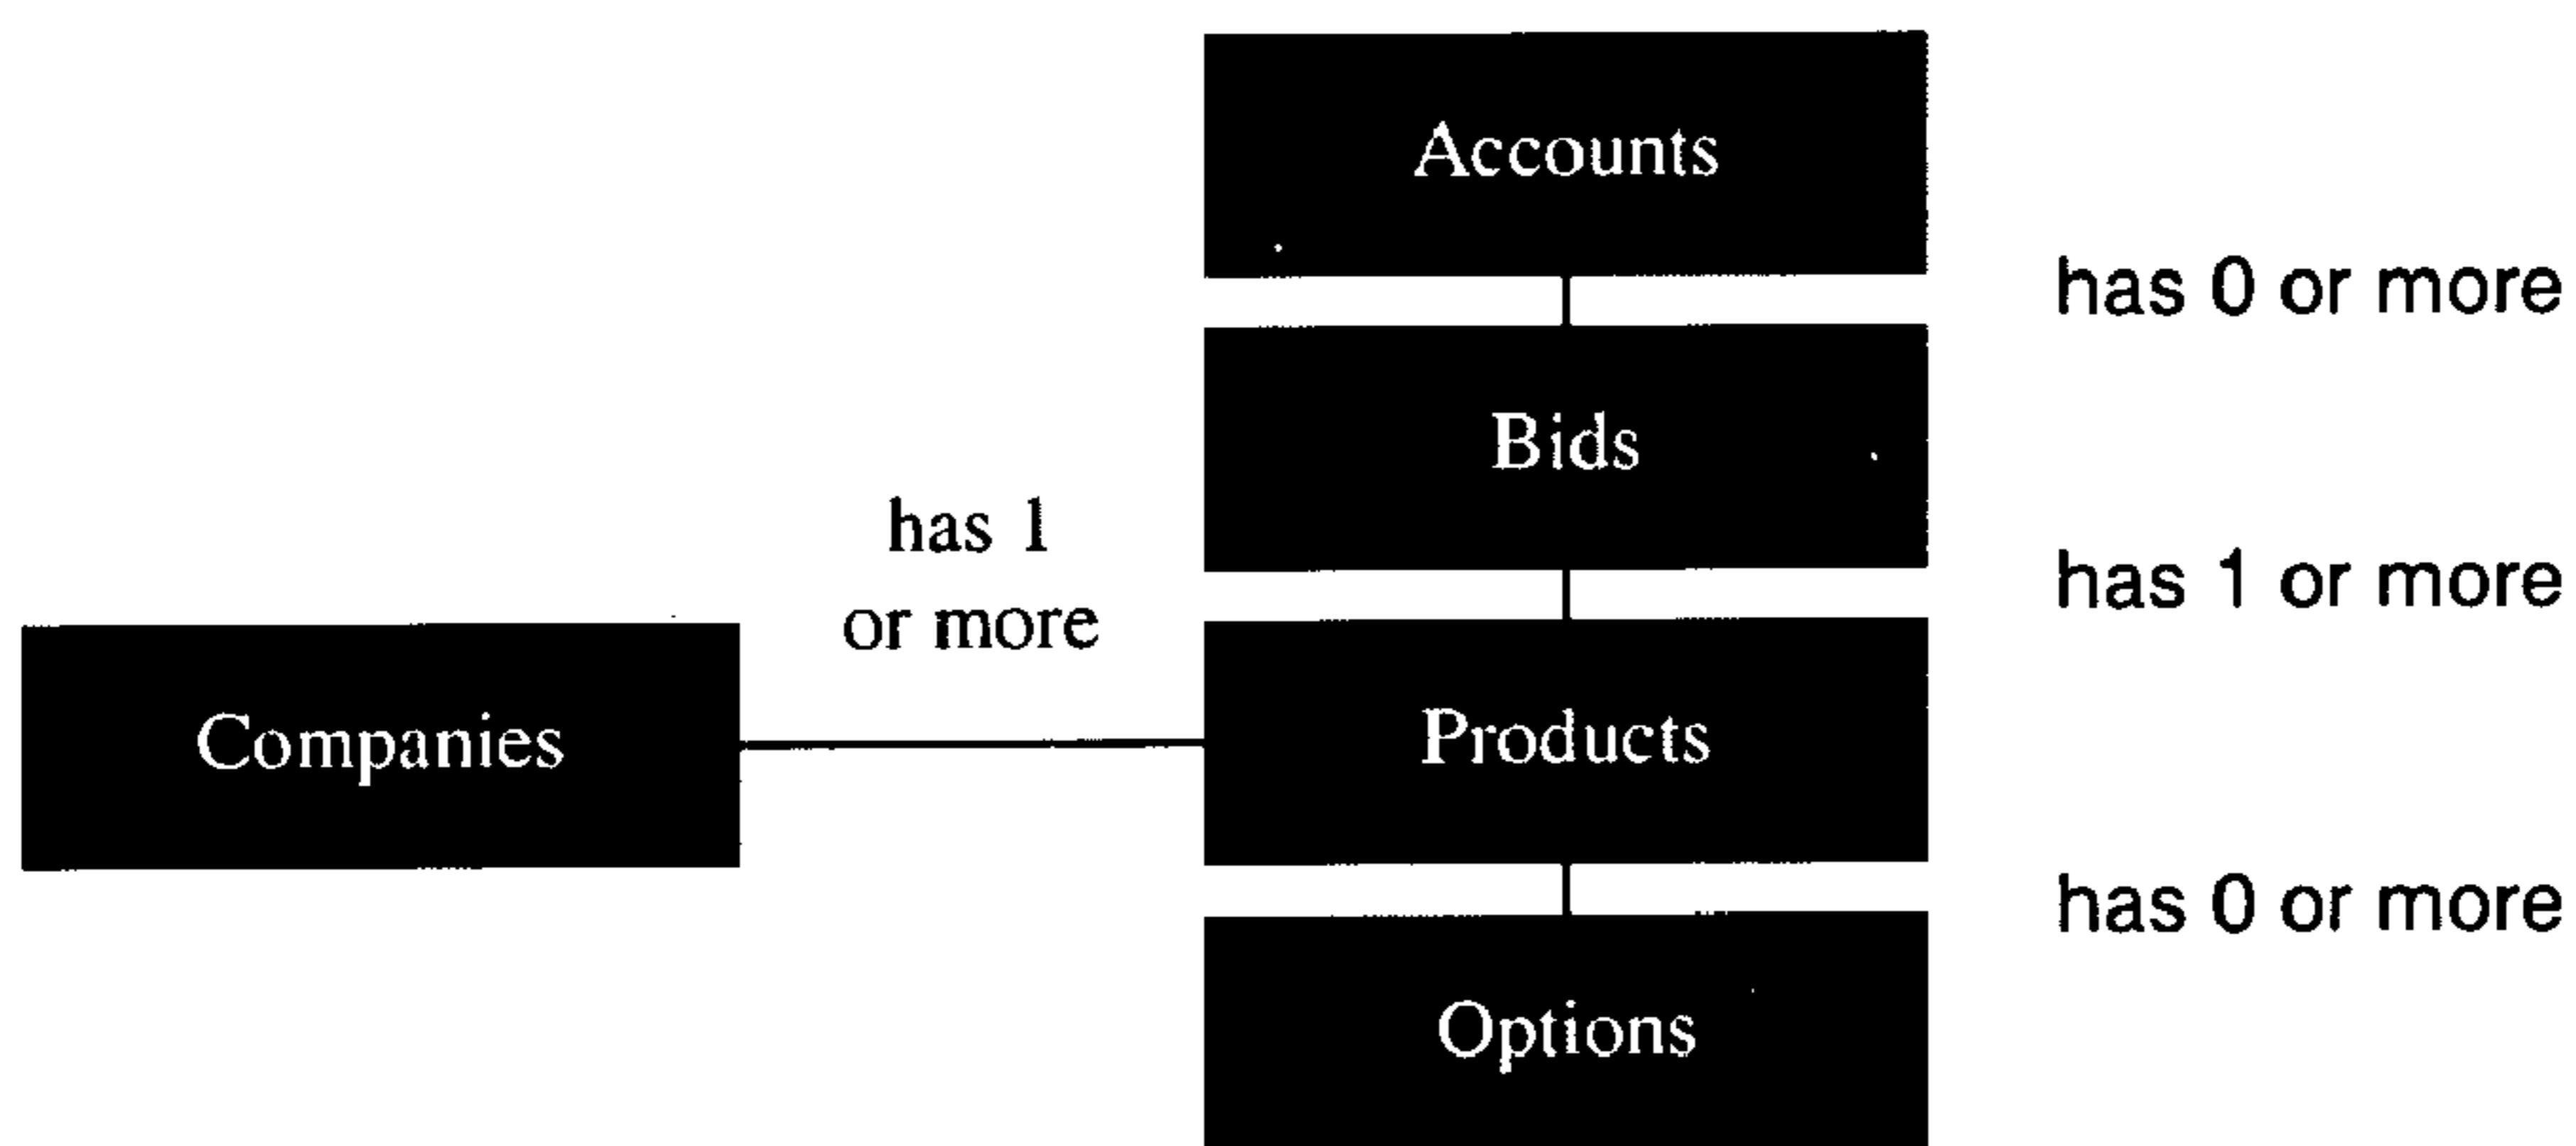 Accounts
has 0 or more
Bids
has 1
or more
has 1 or more
Companies
Products
has 0 or more
Options